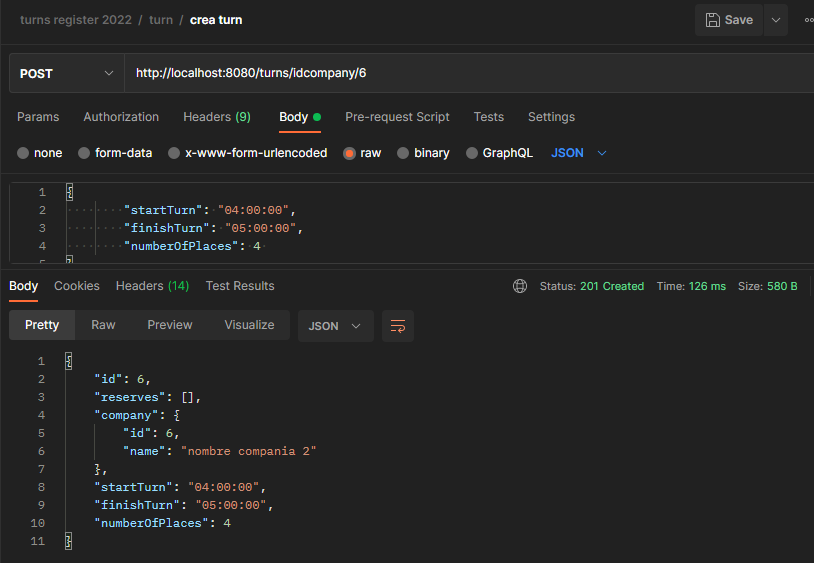 turns register 2022 / turn / crea turn Save
POST http://localhost:8080/turns/idcompany/6
Params Authorization Headers (9) Body Pre-request Script Tests Settings
none form-data x-www-form-urlencoded raw binary GraphQL JSON
1 {
2 "startTurn": "04:00:00",
3 "finishTurn": "05:00:00",
4 "numberOfPlaces": 4
5 }
Body Cookies Headers (14) Test Results Status: 201 Created Time: 126 ms Size: 580 B
Pretty Raw Preview Visualize JSON
1 {
2 "id": 6,
3 "reserves": [],
4 "company": {
5 "id": 6,
6 "name": "nombre compania 2"
7 },
8 "startTurn": "04:00:00",
9 "finishTurn": "05:00:00",
10 "numberOfPlaces": 4
11 }